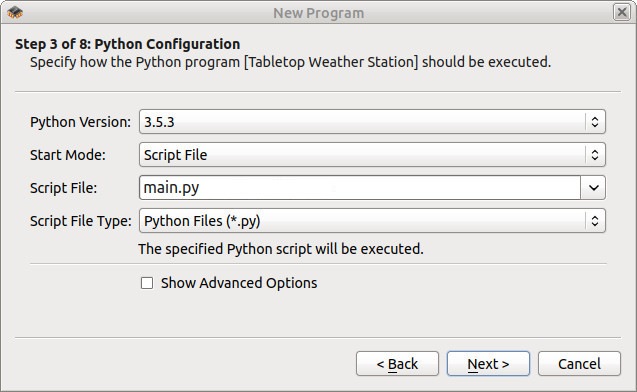 New Program
Step 3 of 8: Python Configuration
Specify how the Python program [Tabletop Weather Station] should be executed.
Python Version: 3.5.3
Start Mode: Script File
Script File: main.py
Script File Type: Python Files (*.py)
The specified Python script will be executed.
Show Advanced Options
< Back Next > Cancel